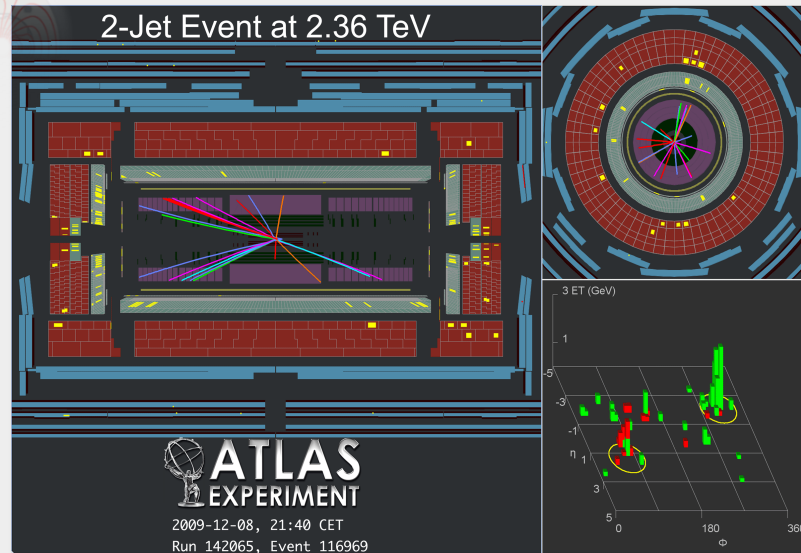 2-Jet Event at 2.36 TeV
3 ET (GeV)
1
-5
-3
-1
η
1
3
5
0
180
360
Φ
ATLAS
EXPERIMENT
2009-12-08, 21:40 CET
Run 142065, Event 116969